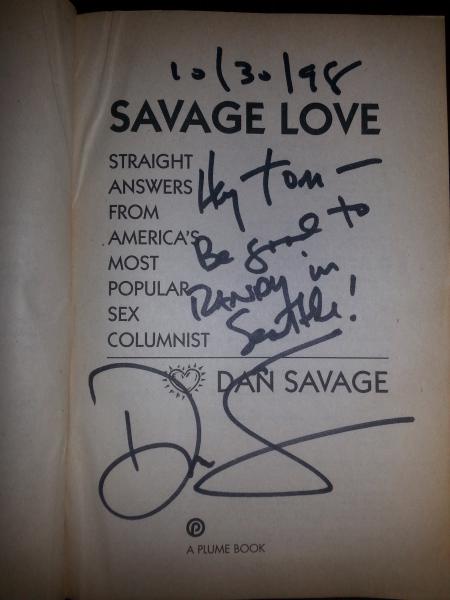 10/30/98
SAVAGE LOVE
STRAIGHT
ANSWERS
FROM
AMERICA'S
MOST
POPULAR
SEX
COLUMNIST
Hey Tom —
Be good to
RANDY in
Seattle!
DAN SAVAGE
D S
P
A PLUME BOOK